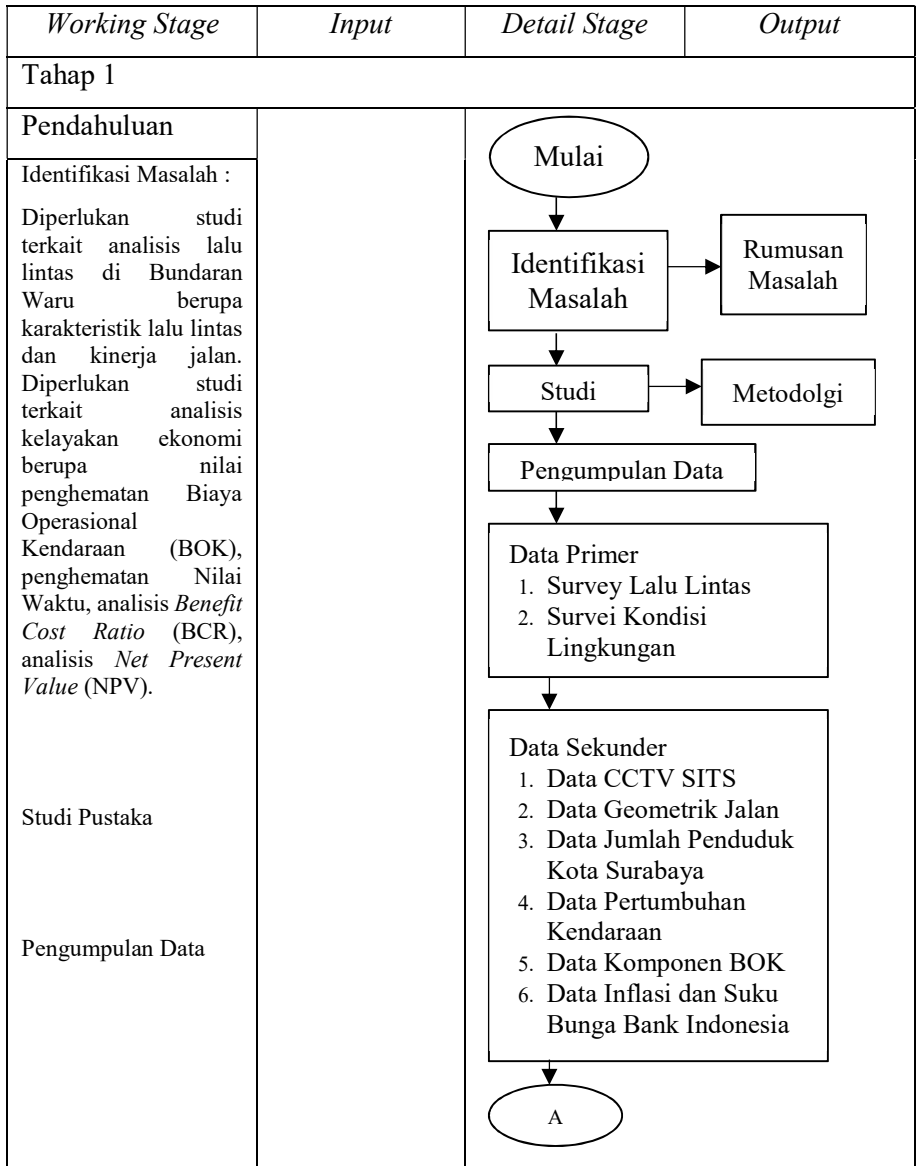 Working Stage
Input
Detail Stage
Output
Tahap 1
Pendahuluan
Identifikasi Masalah :
Diperlukan studi
terkait analisis lalu
lintas di Bundaran
Waru berupa
karakteristik lalu lintas
dan kinerja jalan.
Diperlukan studi
terkait analisis
kelayakan ekonomi
berupa nilai
penghematan Biaya
Operasional
Kendaraan (BOK),
penghematan Nilai
Waktu, analisis Benefit
Cost Ratio (BCR),
analisis Net Present
Value (NPV).
Studi Pustaka
Pengumpulan Data
Mulai
Identifikasi
Masalah
Rumusan
Masalah
Studi
Metodolgi
Pengumpulan Data
Data Primer
1. Survey Lalu Lintas
2. Survei Kondisi
Lingkungan
Data Sekunder
1. Data CCTV SITS
2. Data Geometrik Jalan
3. Data Jumlah Penduduk
Kota Surabaya
4. Data Pertumbuhan
Kendaraan
5. Data Komponen BOK
6. Data Inflasi dan Suku
Bunga Bank Indonesia
A